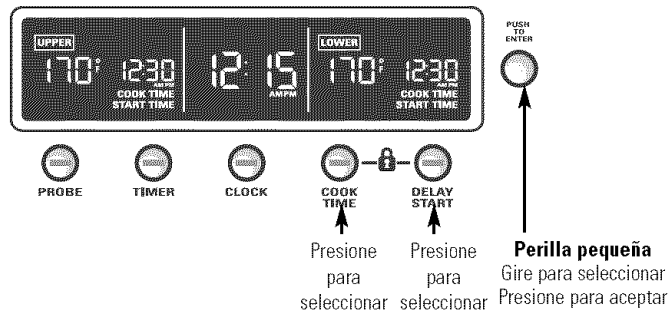 PUSH
TO
ENTER
UPPER
170°F 12:30
AM PM
COOK TIME
START TIME
12:15
AM PM
LOWER
170°F 12:30
AM PM
COOK TIME
START TIME
PROBE
TIMER
CLOCK
COOK
TIME
DELAY
START
Presione
para
seleccionar
Presione
para
seleccionar
Perilla pequeña
Gire para seleccionar
Presione para aceptar